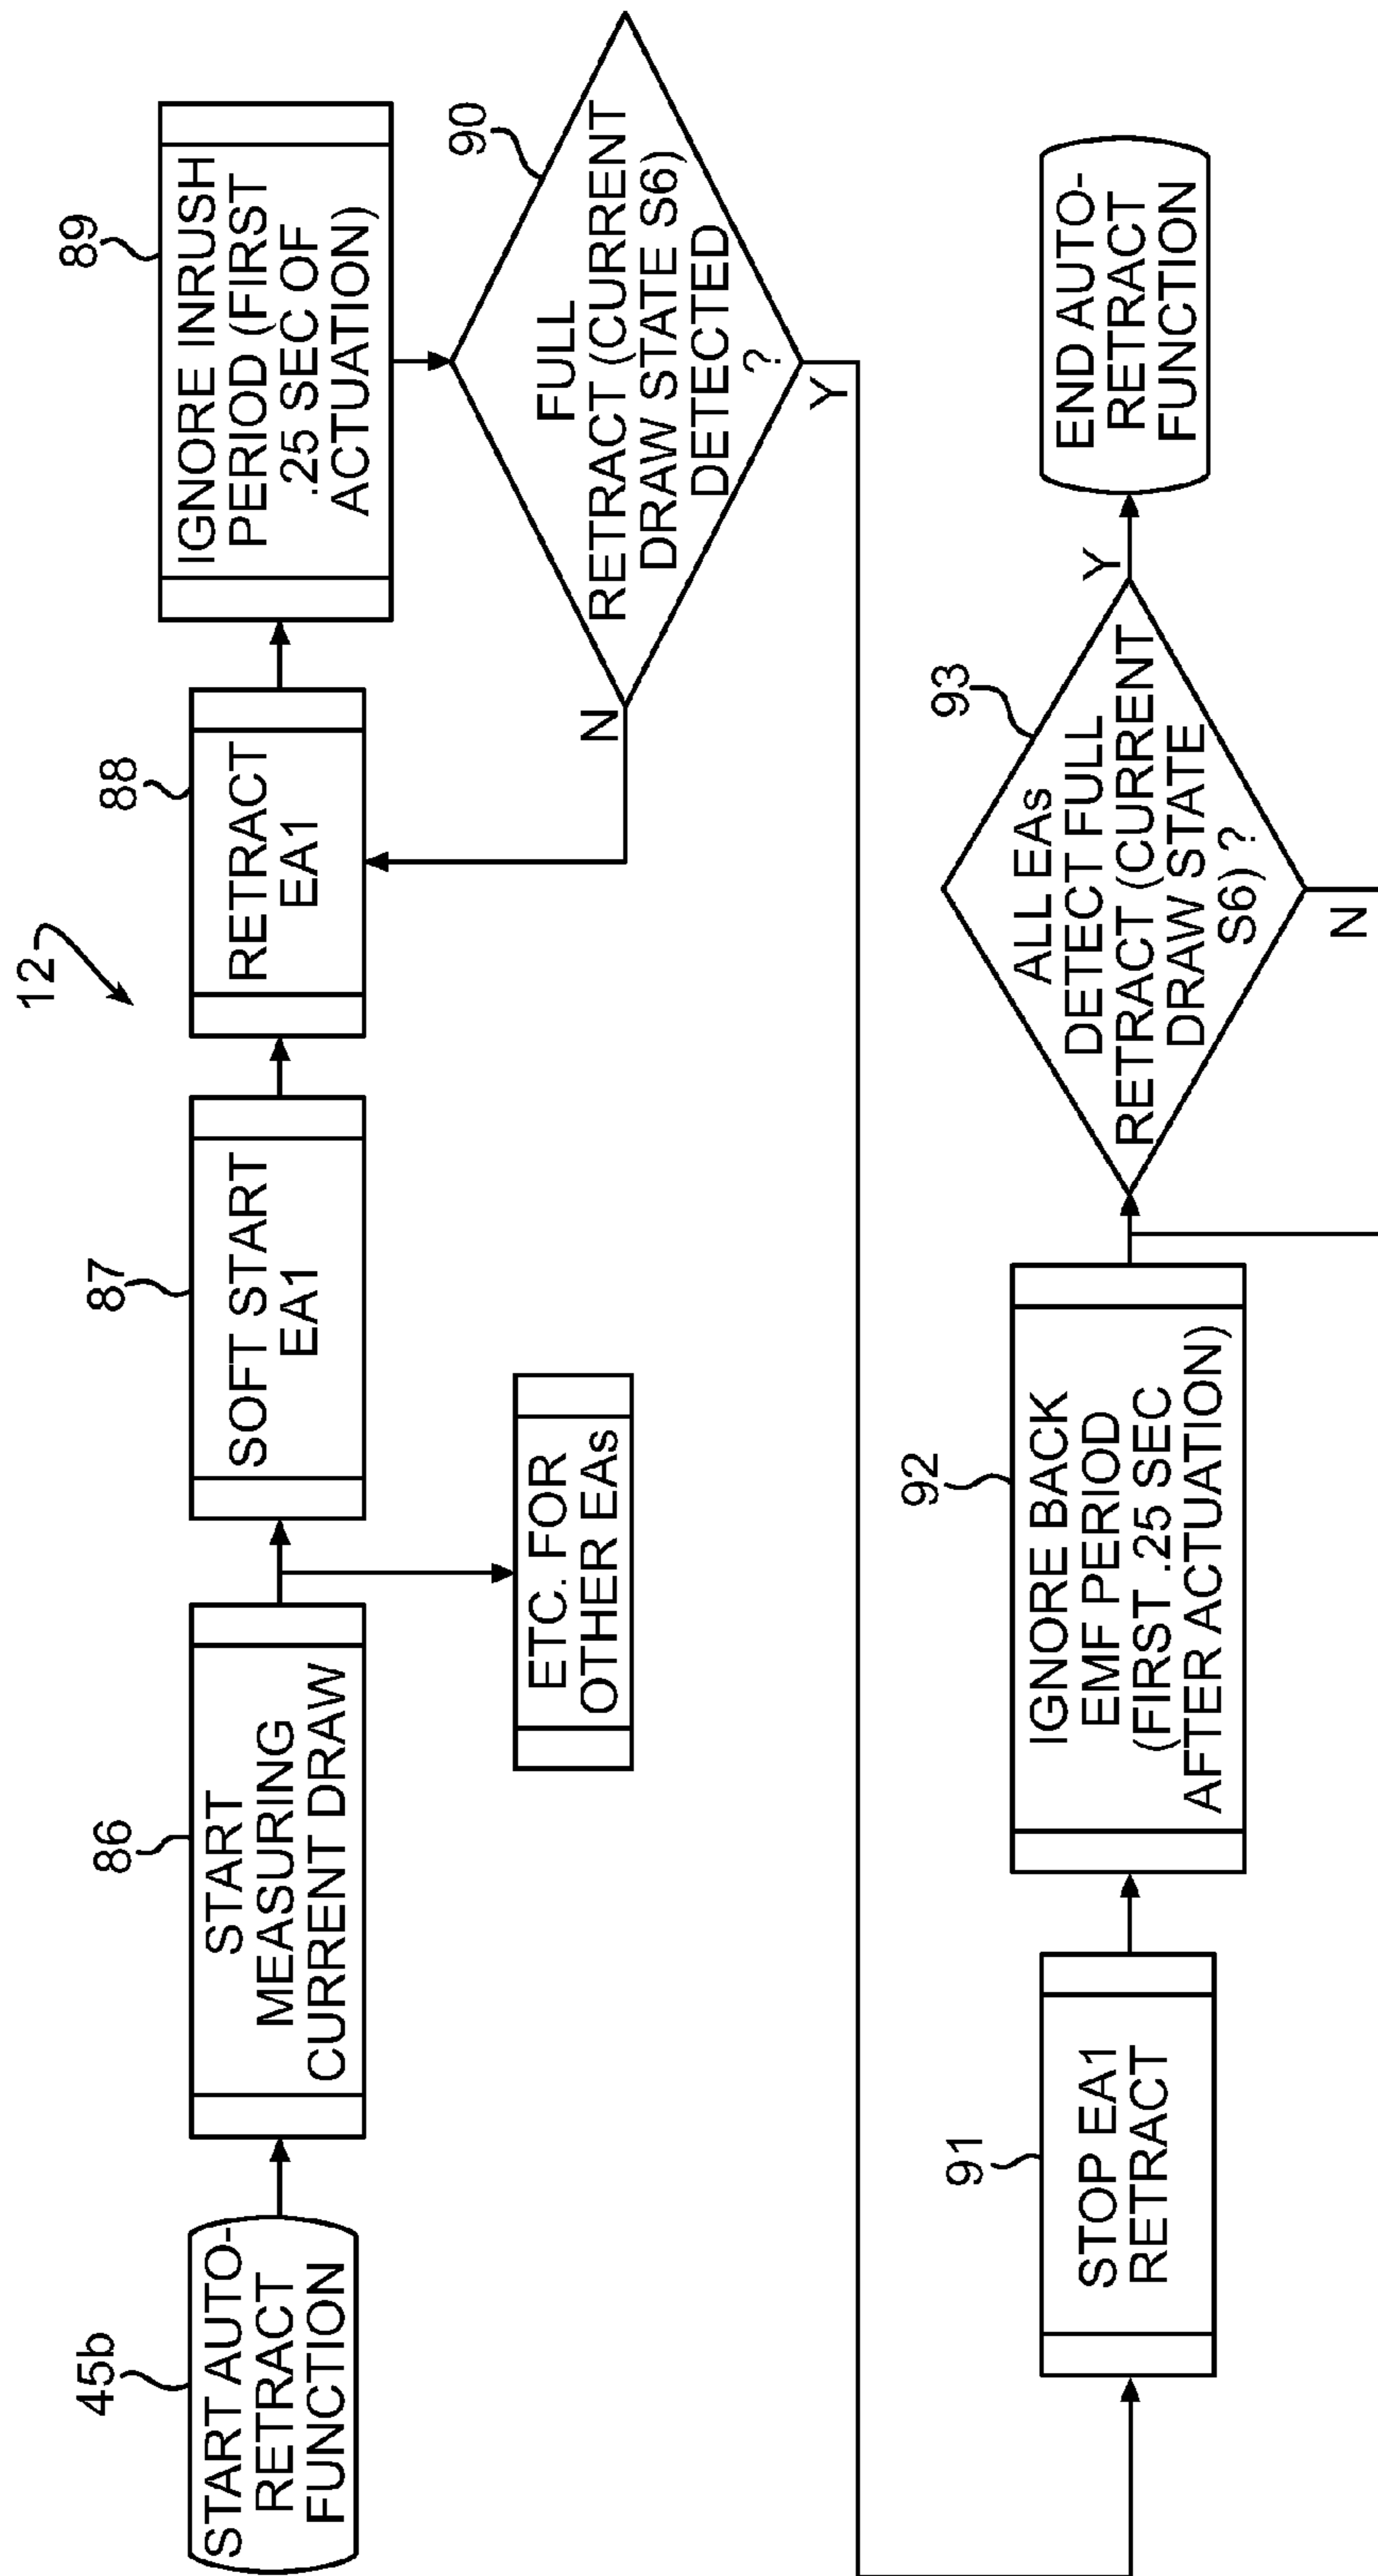 12
45b
START AUTO-
RETRACT
FUNCTION
86
START
MEASURING
CURRENT DRAW
87
SOFT START
EA1
88
RETRACT
EA1
89
IGNORE INRUSH
PERIOD (FIRST
.25 SEC OF
ACTUATION)
ETC. FOR
OTHER EAs
90
FULL
RETRACT (CURRENT
DRAW STATE S6)
DETECTED
?
N
Y
91
STOP EA1
RETRACT
92
IGNORE BACK
EMF PERIOD
(FIRST .25 SEC
AFTER ACTUATION)
93
ALL EAs
DETECT FULL
RETRACT (CURRENT
DRAW STATE
S6) ?
Y
N
END AUTO-
RETRACT
FUNCTION